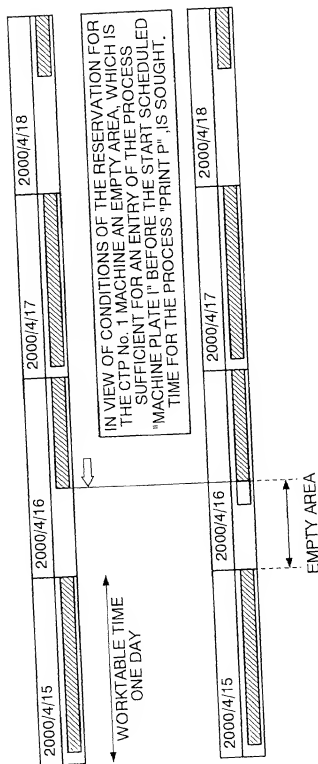 2000/4/15
2000/4/16
2000/4/17
2000/4/18
WORKTABLE TIME
ONE DAY
IN VIEW OF CONDITIONS OF THE RESERVATION FOR
THE CTP No. 1 MACHINE AN EMPTY AREA, WHICH IS
SUFFICIENT FOR AN ENTRY OF THE PROCESS
"MACHINE PLATE I" BEFORE THE START SCHEDULED
TIME FOR THE PROCESS "PRINT P" ,IS SOUGHT.
2000/4/15
2000/4/16
2000/4/17
2000/4/18
EMPTY AREA